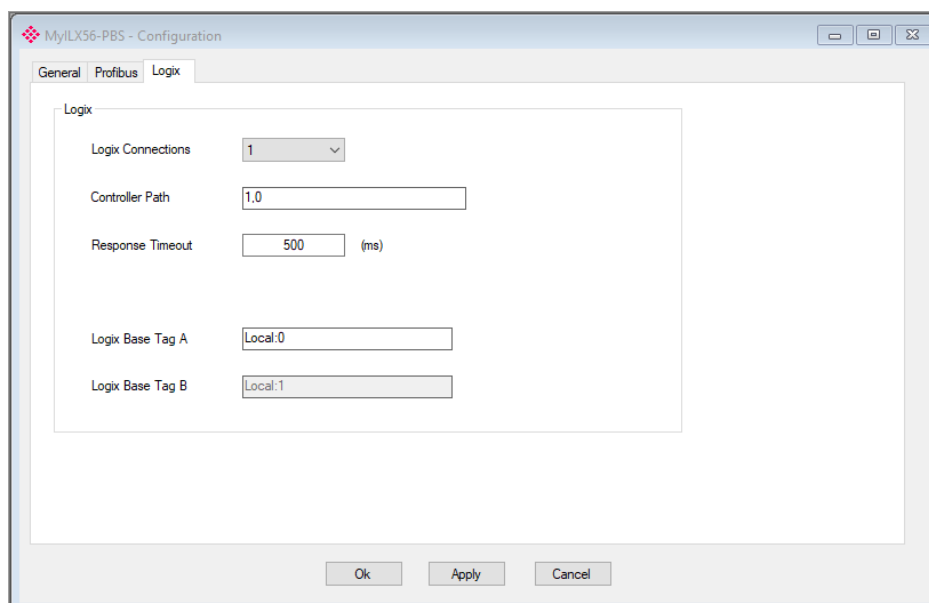 MyILX56-PBS - Configuration
General Profibus Logix
Logix
Logix Connections 1
Controller Path 1,0
Response Timeout 500 (ms)
Logix Base Tag A Local:0
Logix Base Tag B Local:1
Ok Apply Cancel